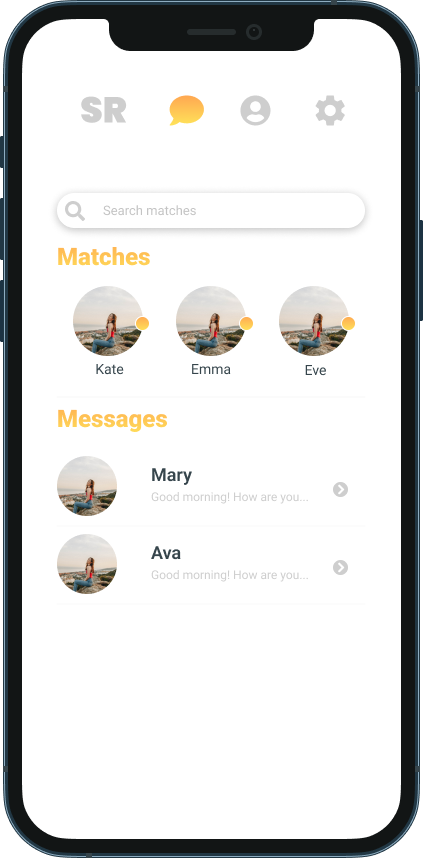 SR
Search matches
Matches
Kate
Emma
Eve
Messages
Mary
Good morning! How are you...
Ava
Good morning! How are you...